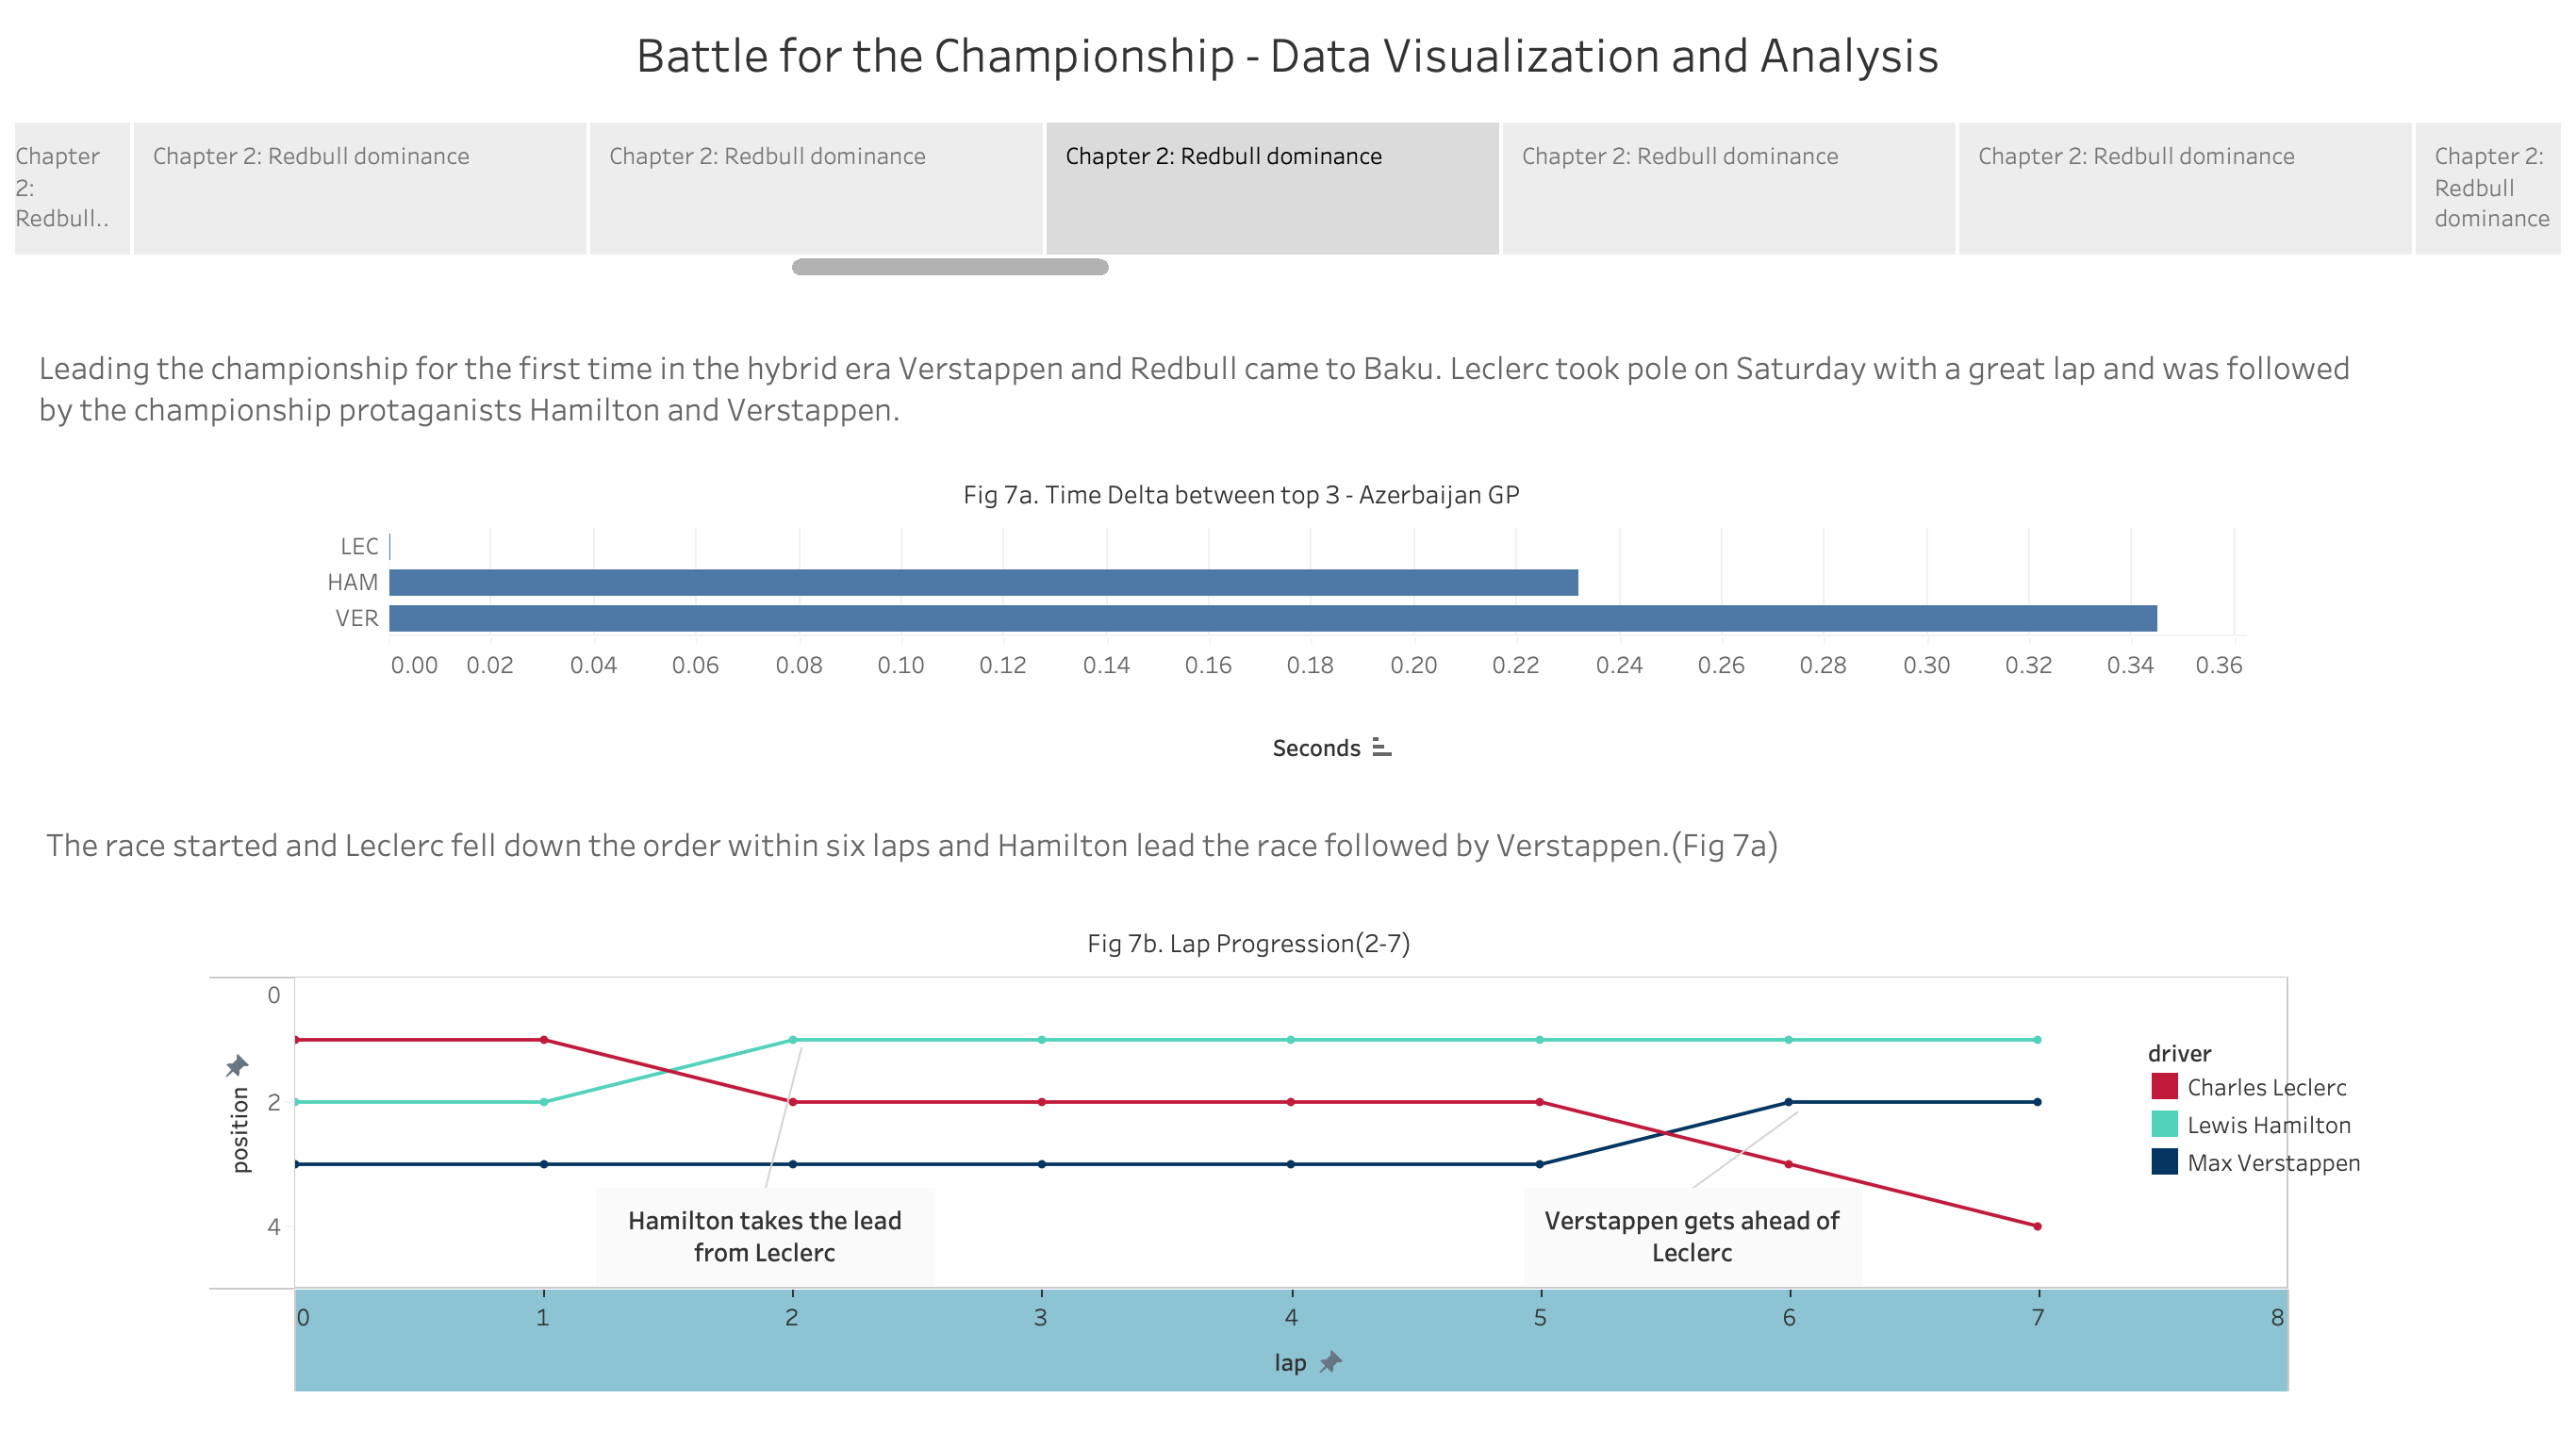 Battle for the Championship - Data Visualization and Analysis
Chapter
2:
Redbull..
Chapter 2: Redbull dominance
Chapter 2: Redbull dominance
Chapter 2: Redbull dominance
Chapter 2: Redbull dominance
Chapter 2: Redbull dominance
Chapter 2:
Redbull
dominance
Leading the championship for the first time in the hybrid era Verstappen and Redbull came to Baku. Leclerc took pole on Saturday with a great lap and was followed
by the championship protaganists Hamilton and Verstappen.
Fig 7a. Time Delta between top 3 - Azerbaijan GP
LEC
HAM
VER
0.00 0.02 0.04 0.06 0.08 0.10 0.12 0.14 0.16 0.18 0.20 0.22 0.24 0.26 0.28 0.30 0.32 0.34 0.36
Seconds
The race started and Leclerc fell down the order within six laps and Hamilton lead the race followed by Verstappen.(Fig 7a)
Fig 7b. Lap Progression(2-7)
position
0
2
4
Hamilton takes the lead
from Leclerc
Verstappen gets ahead of
Leclerc
driver
Charles Leclerc
Lewis Hamilton
Max Verstappen
0 1 2 3 4 5 6 7 8
lap